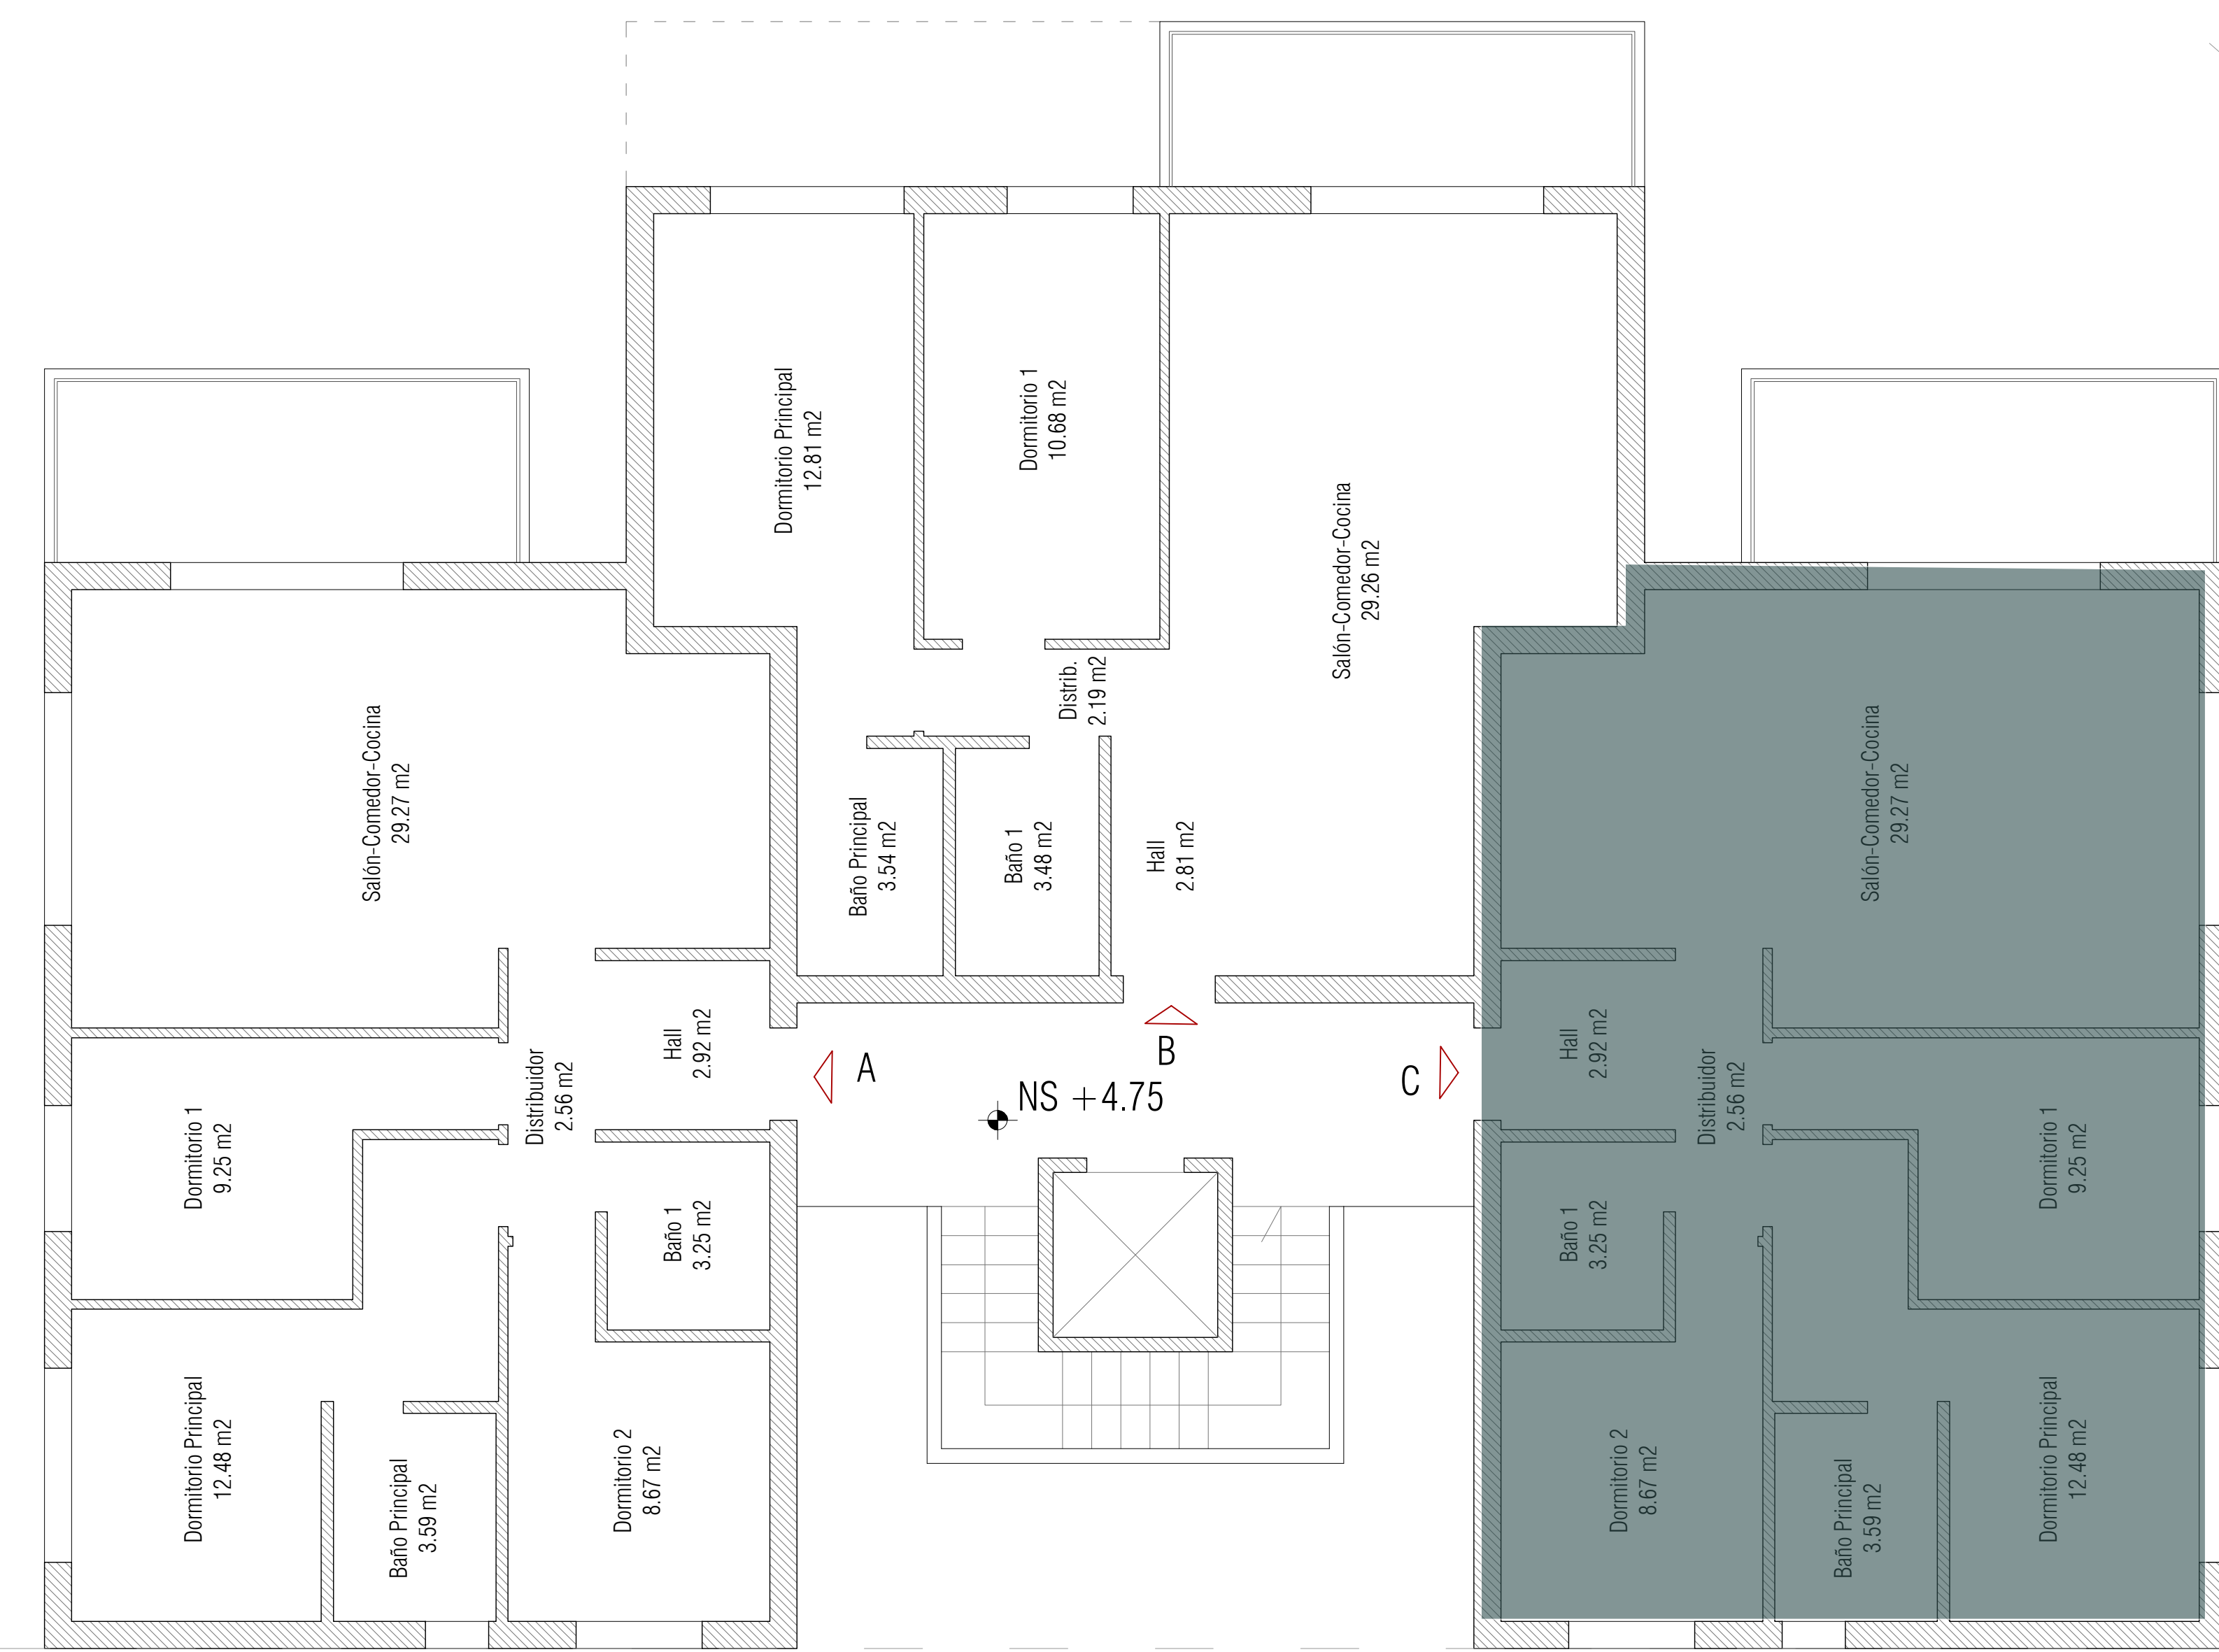 Dormitorio Principal
12.81 m2
Dormitorio 1
10.68 m2
Salón-Comedor-Cocina
29.26 m2
Distrib.
2.19 m2
Baño Principal
3.54 m2
Baño 1
3.48 m2
Hall
2.81 m2
Salón-Comedor-Cocina
29.27 m2
Hall
2.92 m2
Distribuidor
2.56 m2
Dormitorio 1
9.25 m2
Baño 1
3.25 m2
Dormitorio Principal
12.48 m2
Baño Principal
3.59 m2
Dormitorio 2
8.67 m2
A
B
C
NS +4.75
Salón-Comedor-Cocina
29.27 m2
Hall
2.92 m2
Distribuidor
2.56 m2
Dormitorio 1
9.25 m2
Baño 1
3.25 m2
Dormitorio 2
8.67 m2
Baño Principal
3.59 m2
Dormitorio Principal
12.48 m2